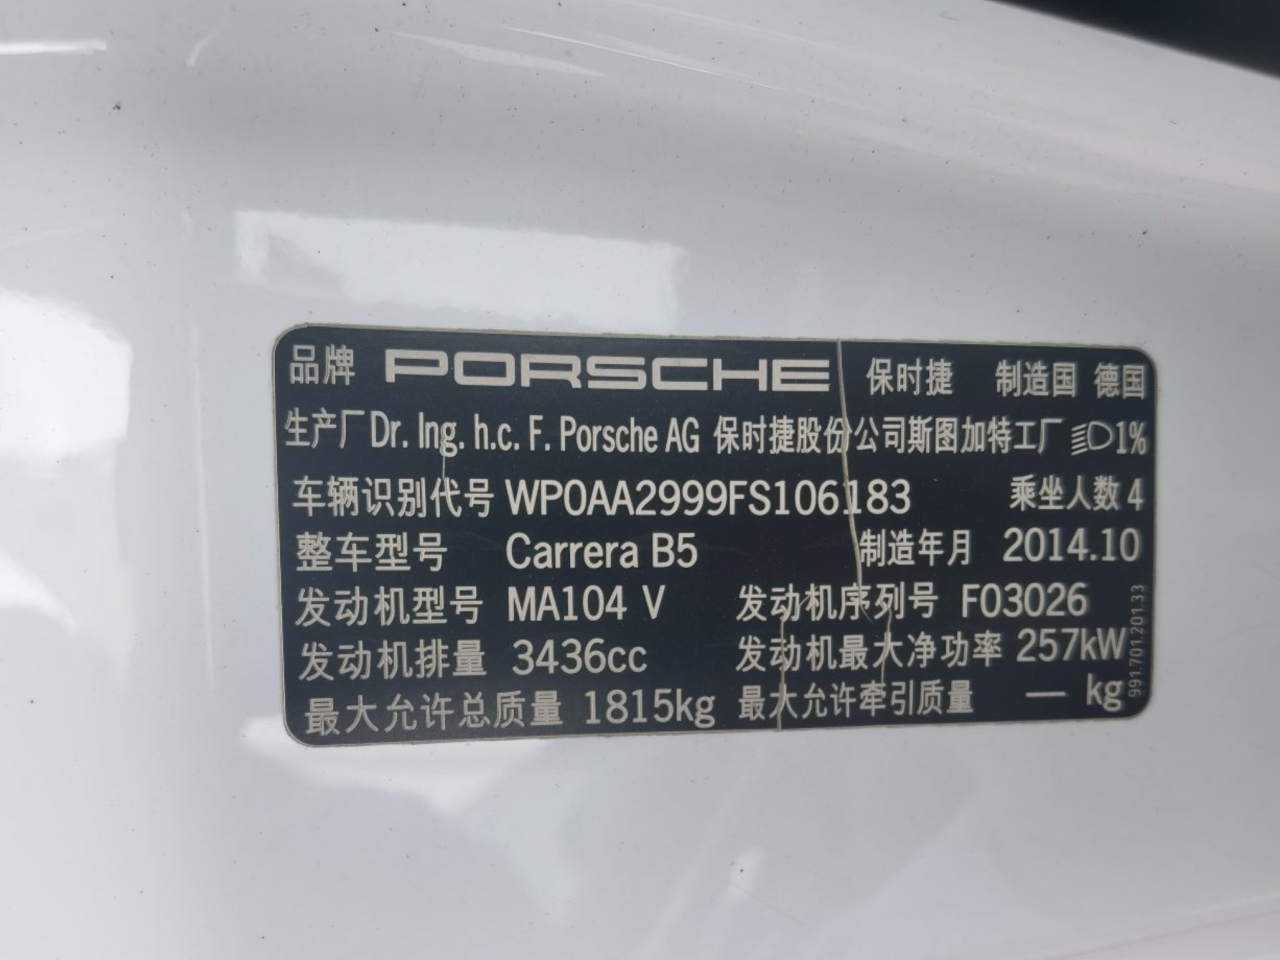 品牌 PORSCHE 保时捷 制造国 德国
生产厂 Dr. Ing. h.c. F. Porsche AG 保时捷股份公司斯图加特工厂 1%
车辆识别代号 WP0AA2999FS106183 乘坐人数 4
整车型号 Carrera B5 制造年月 2014.10
发动机型号 MA104 V 发动机序列号 F03026
发动机排量 3436cc 发动机最大净功率 257kW
最大允许总质量 1815kg 最大允许牵引质量 — kg
991.701.201.33